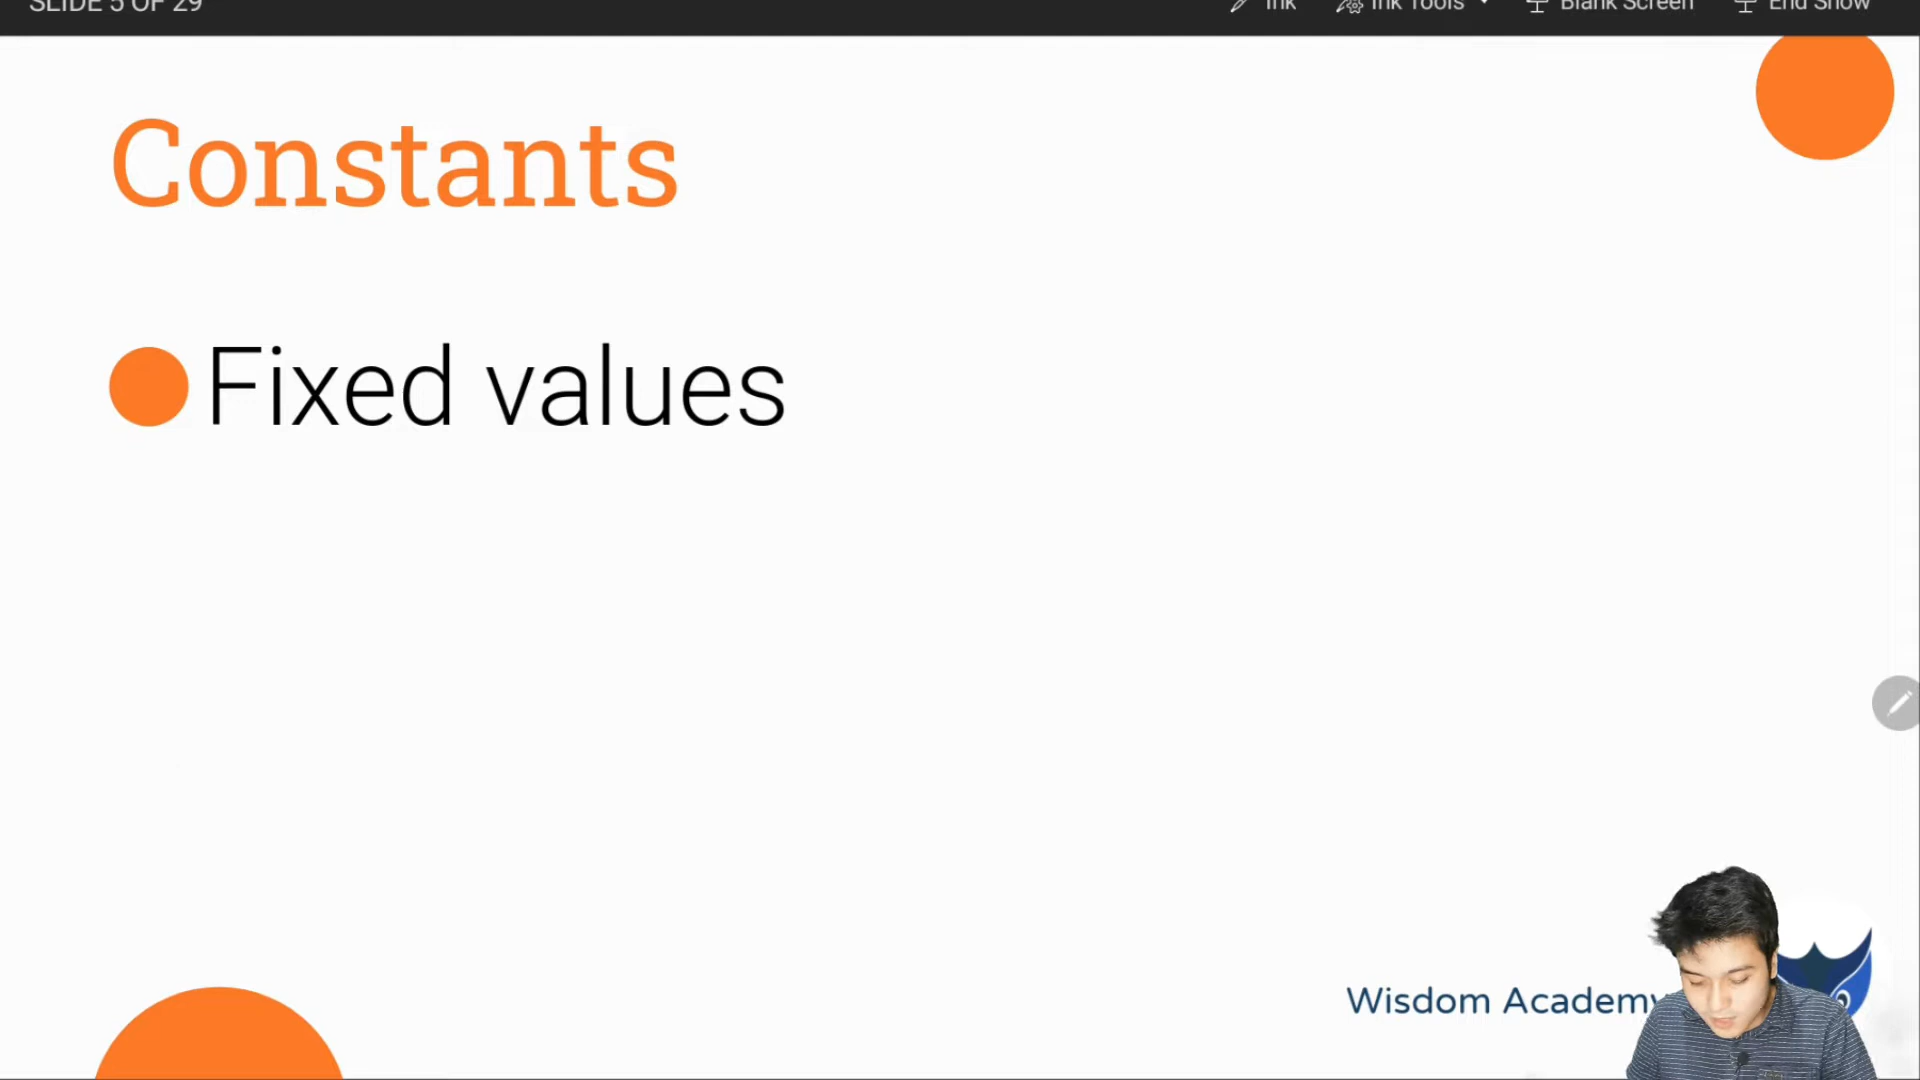 SLIDE 5 OF 29
Ink
Ink Tools
Blank Screen
End Show
Constants
Fixed values
Wisdom Academy